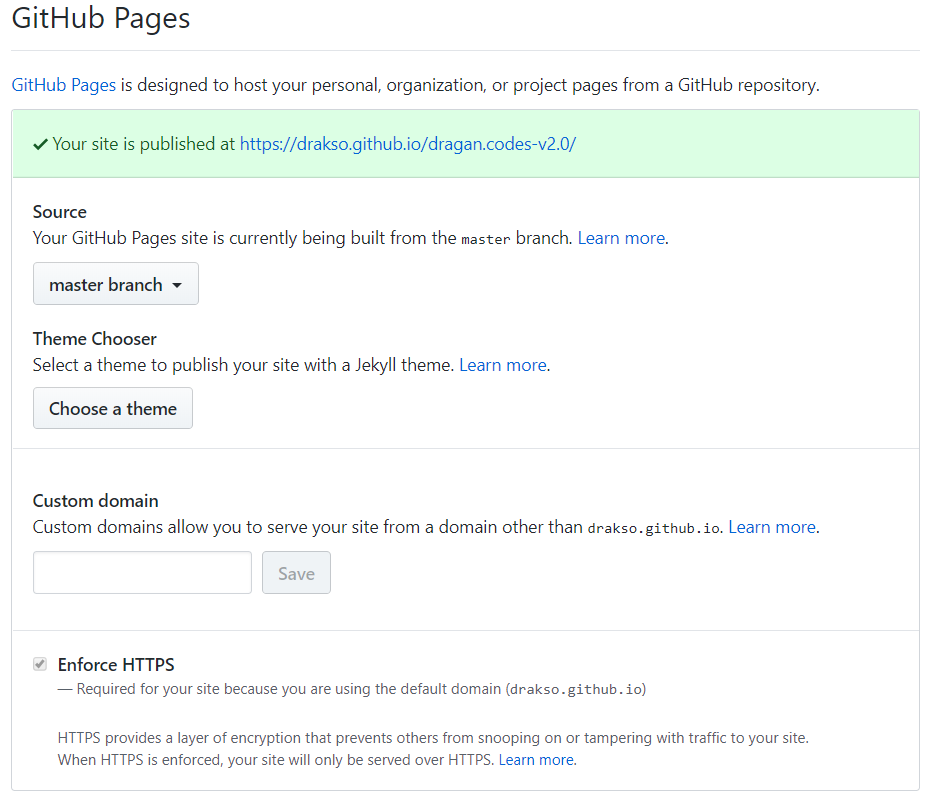 GitHub Pages
GitHub Pages is designed to host your personal, organization, or project pages from a GitHub repository.
Your site is published at https://drakso.github.io/dragan.codes-v2.0/
Source
Your GitHub Pages site is currently being built from the master branch. Learn more.
master branch
Theme Chooser
Select a theme to publish your site with a Jekyll theme. Learn more.
Choose a theme
Custom domain
Custom domains allow you to serve your site from a domain other than drakso.github.io. Learn more.
Save
Enforce HTTPS
— Required for your site because you are using the default domain (drakso.github.io)
HTTPS provides a layer of encryption that prevents others from snooping on or tampering with traffic to your site.
When HTTPS is enforced, your site will only be served over HTTPS. Learn more.